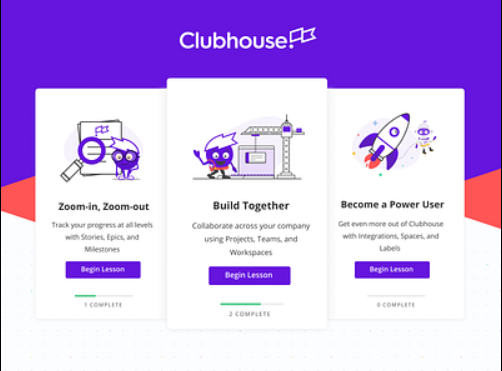 Clubhouse!
Zoom-in, Zoom-out
Track your progress at all levels
with Stories, Epics, and
Milestones
Begin Lesson
1 COMPLETE
Build Together
Collaborate across your company
using Projects, Teams, and
Workspaces
Begin Lesson
2 COMPLETE
Become a Power User
Get even more out of Clubhouse
with Integrations, Spaces, and
Labels
Begin Lesson
0 COMPLETE